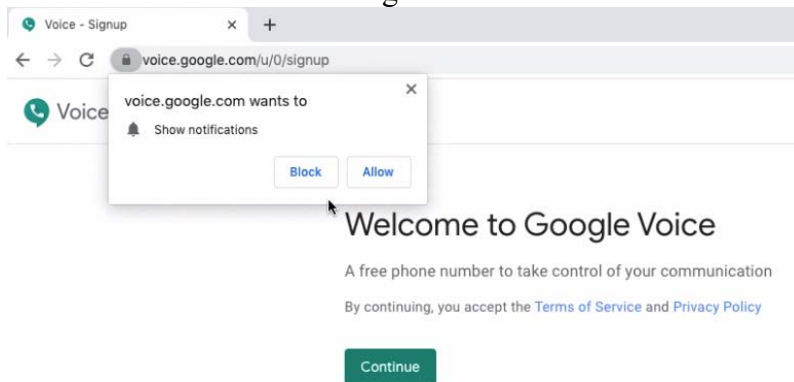 Voice - Signup
voice.google.com/u/0/signup
Voice
voice.google.com wants to
Show notifications
Block Allow
Welcome to Google Voice
A free phone number to take control of your communication
By continuing, you accept the Terms of Service and Privacy Policy
Continue